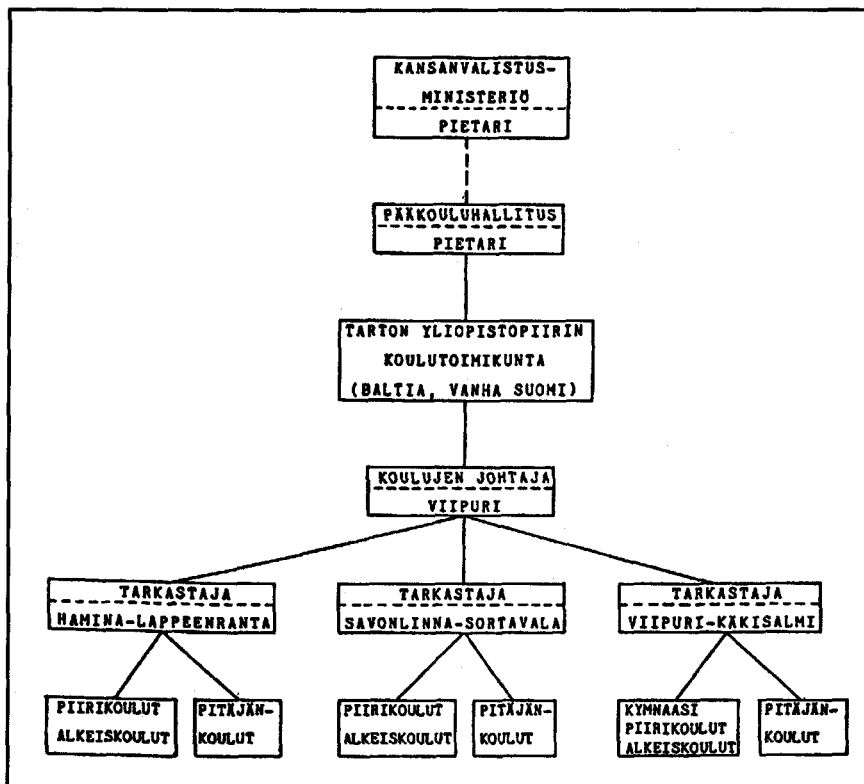 KANSANVALISTUS-
MINISTERIÖ
PIETARI
PÄÄKOULUHALLITUS
PIETARI
TARTON YLIOPISTOPIIRIN
KOULUTOIMIKUNTA
(BALTIA, VANHA SUOMI)
KOULUJEN JOHTAJA
VIIPURI
TARKASTAJA
HAMINA-LAPPEENRANTA
TARKASTAJA
SAVONLINNA-SORTAVALA
TARKASTAJA
VIIPURI-KÄKISALMI
PIIRIKOULUT
ALKEISKOULUT
PITÄJÄN-
KOULUT
PIIRIKOULUT
ALKEISKOULUT
PITÄJÄN-
KOULUT
KYMNAASI
PIIRIKOULUT
ALKEISKOULUT
PITÄJÄN-
KOULUT